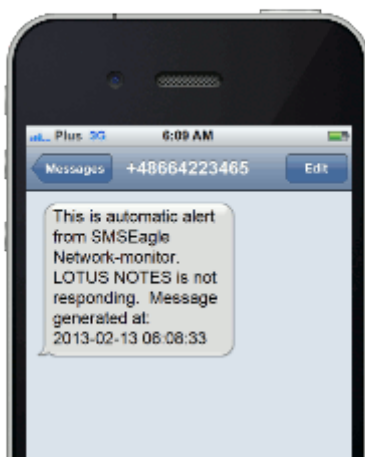 Plus 3G 6:09 AM
Messages +48664223465 Edit
This is automatic alert
from SMSEagle
Network-monitor.
LOTUS NOTES is not
responding. Message
generated at:
2013-02-13 06:08:33